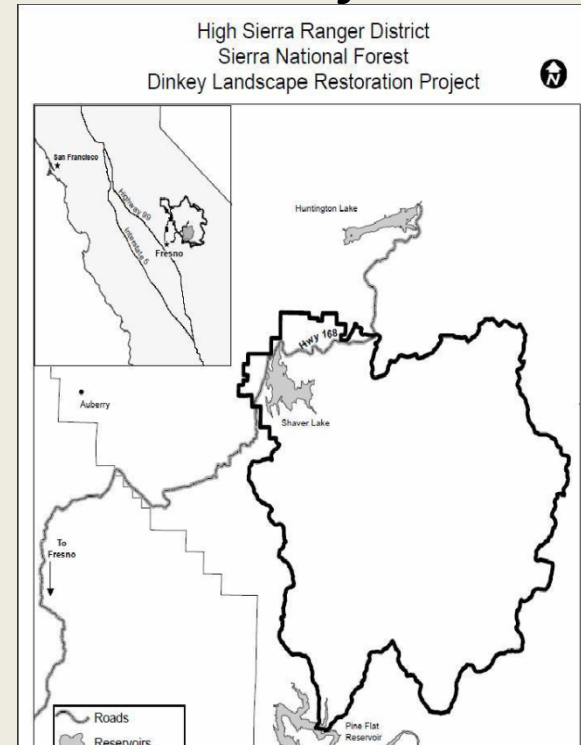 High Sierra Ranger District
Sierra National Forest
Dinkey Landscape Restoration Project
N
San Francisco
Highway 99
Interstate 5
Fresno
Huntington Lake
Hwy 168
Auberry
Shaver Lake
To
Fresno
Roads
Reservoirs
Pine Flat
Reservoir